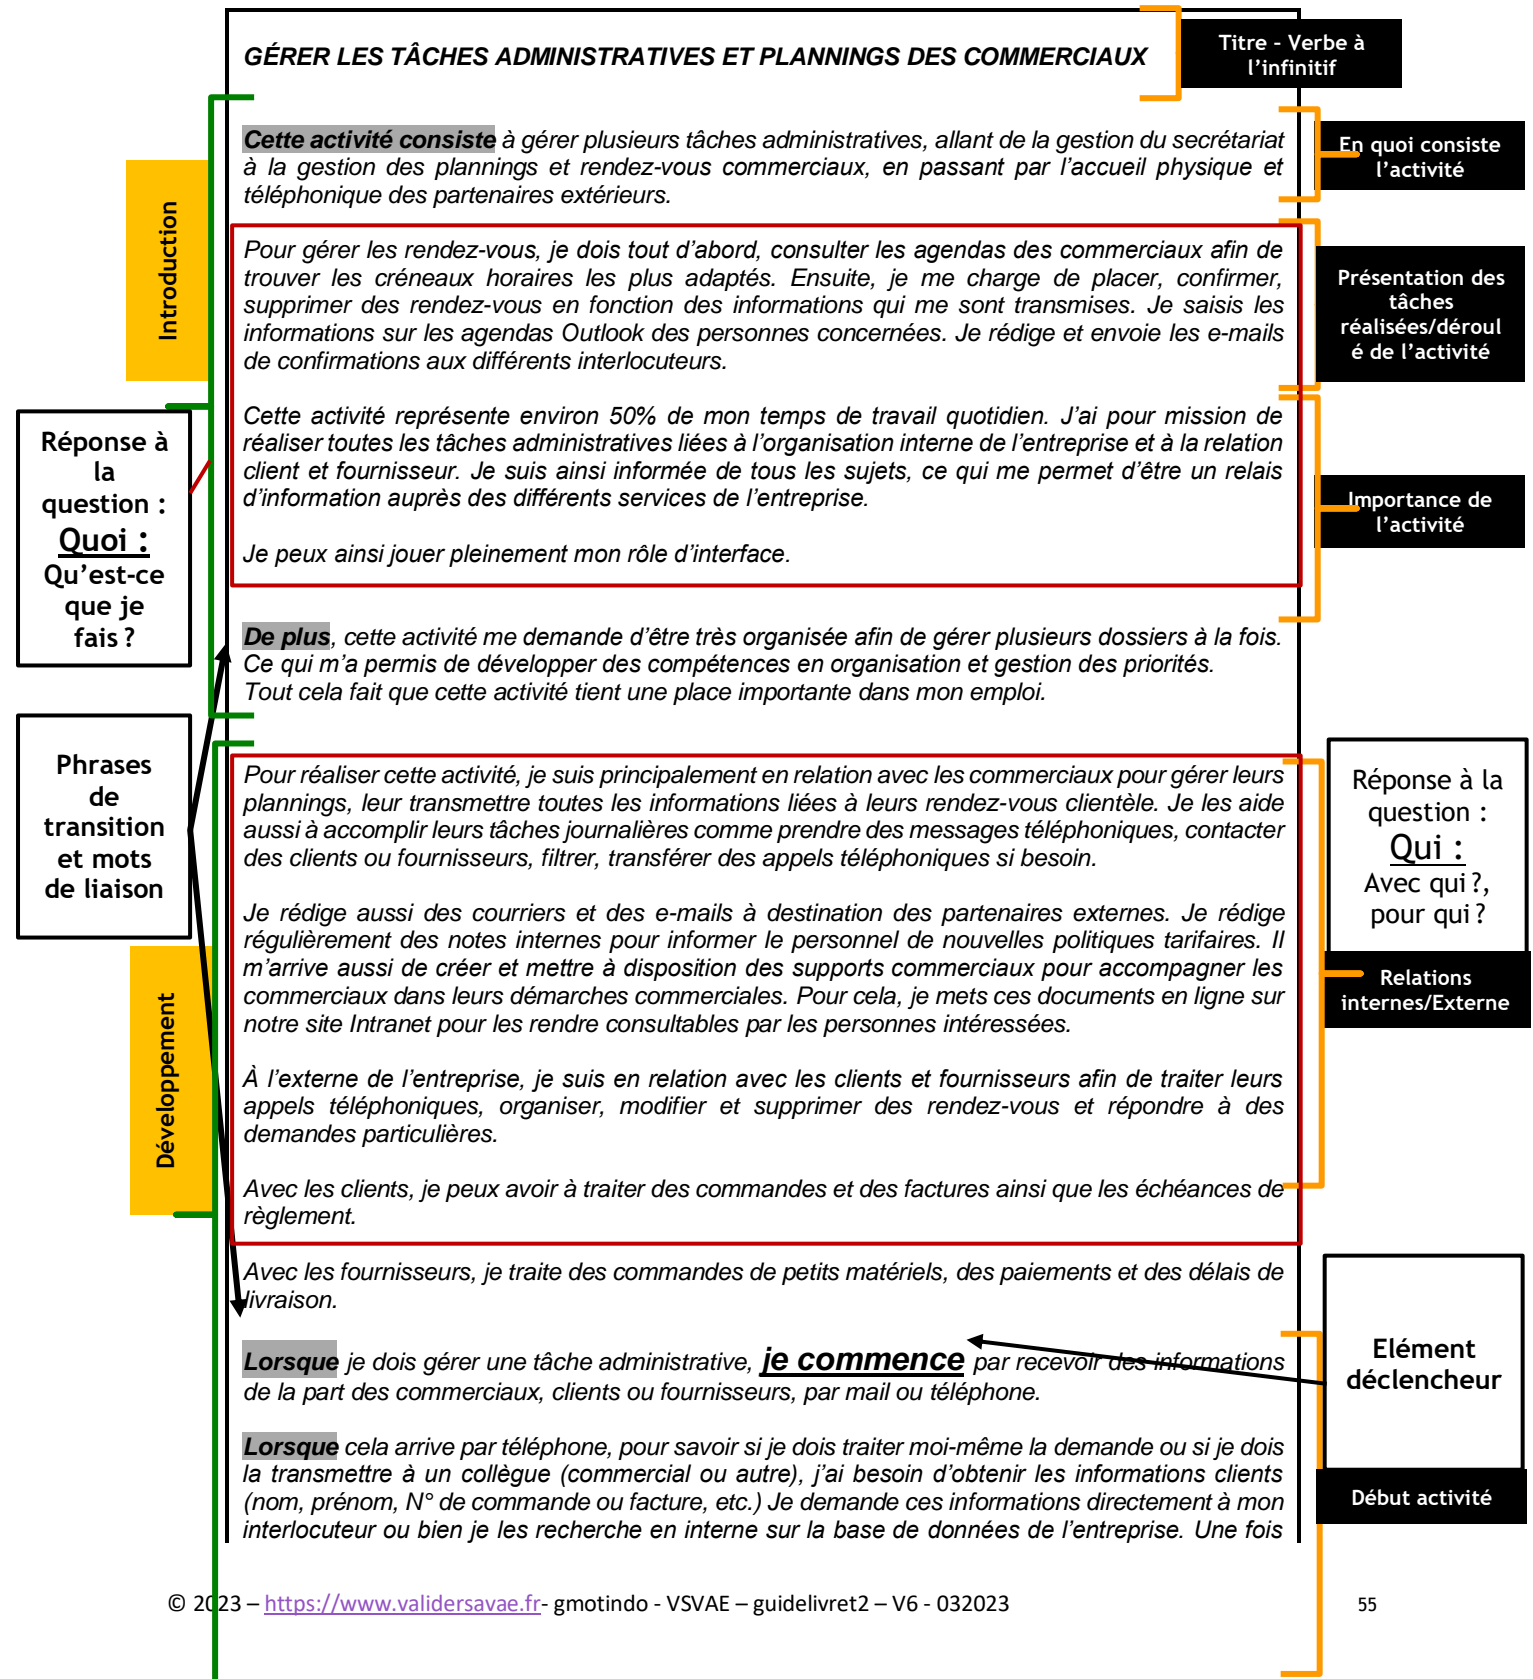 GÉRER LES TÂCHES ADMINISTRATIVES ET PLANNINGS DES COMMERCIAUX
Titre – Verbe à
l’infinitif
Cette activité consiste à gérer plusieurs tâches administratives, allant de la gestion du secrétariat
à la gestion des plannings et rendez-vous commerciaux, en passant par l’accueil physique et
téléphonique des partenaires extérieurs.
En quoi consiste
l’activité
Introduction
Pour gérer les rendez-vous, je dois tout d’abord, consulter les agendas des commerciaux afin de
trouver les créneaux horaires les plus adaptés. Ensuite, je me charge de placer, confirmer,
supprimer des rendez-vous en fonction des informations qui me sont transmises. Je saisis les
informations sur les agendas Outlook des personnes concernées. Je rédige et envoie les e-mails
de confirmations aux différents interlocuteurs.
Présentation des
tâches
réalisées/déroul
é de l’activité
Cette activité représente environ 50% de mon temps de travail quotidien. J’ai pour mission de
réaliser toutes les tâches administratives liées à l’organisation interne de l’entreprise et à la relation
client et fournisseur. Je suis ainsi informée de tous les sujets, ce qui me permet d’être un relais
d’information auprès des différents services de l’entreprise.
Je peux ainsi jouer pleinement mon rôle d’interface.
Importance de
l’activité
Réponse à
la
question :
Quoi :
Qu’est-ce
que je
fais ?
De plus, cette activité me demande d’être très organisée afin de gérer plusieurs dossiers à la fois.
Ce qui m’a permis de développer des compétences en organisation et gestion des priorités.
Tout cela fait que cette activité tient une place importante dans mon emploi.
Phrases
de
transition
et mots
de liaison
Pour réaliser cette activité, je suis principalement en relation avec les commerciaux pour gérer leurs
plannings, leur transmettre toutes les informations liées à leurs rendez-vous clientèle. Je les aide
aussi à accomplir leurs tâches journalières comme prendre des messages téléphoniques, contacter
des clients ou fournisseurs, filtrer, transférer des appels téléphoniques si besoin.
Réponse à la
question :
Qui :
Avec qui ?,
pour qui ?
Je rédige aussi des courriers et des e-mails à destination des partenaires externes. Je rédige
régulièrement des notes internes pour informer le personnel de nouvelles politiques tarifaires. Il
m’arrive aussi de créer et mettre à disposition des supports commerciaux pour accompagner les
commerciaux dans leurs démarches commerciales. Pour cela, je mets ces documents en ligne sur
notre site Intranet pour les rendre consultables par les personnes intéressées.
Relations
internes/Externe
Développement
À l’externe de l’entreprise, je suis en relation avec les clients et fournisseurs afin de traiter leurs
appels téléphoniques, organiser, modifier et supprimer des rendez-vous et répondre à des
demandes particulières.
Avec les clients, je peux avoir à traiter des commandes et des factures ainsi que les échéances de
règlement.
Avec les fournisseurs, je traite des commandes de petits matériels, des paiements et des délais de
livraison.
Lorsque je dois gérer une tâche administrative, je commence par recevoir des informations
de la part des commerciaux, clients ou fournisseurs, par mail ou téléphone.
Elément
déclencheur
Lorsque cela arrive par téléphone, pour savoir si je dois traiter moi-même la demande ou si je dois
la transmettre à un collègue (commercial ou autre), j’ai besoin d’obtenir les informations clients
(nom, prénom, N° de commande ou facture, etc.) Je demande ces informations directement à mon
interlocuteur ou bien je les recherche en interne sur la base de données de l’entreprise. Une fois
Début activité
© 2023 – https://www.validersavae.fr- gmotindo - VSVAE – guidelivret2 – V6 - 032023
55